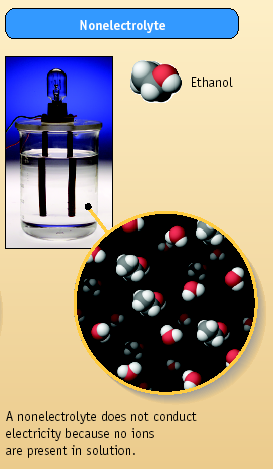 Nonelectrolyte
Ethanol
A nonelectrolyte does not conduct
electricity because no ions
are present in solution.